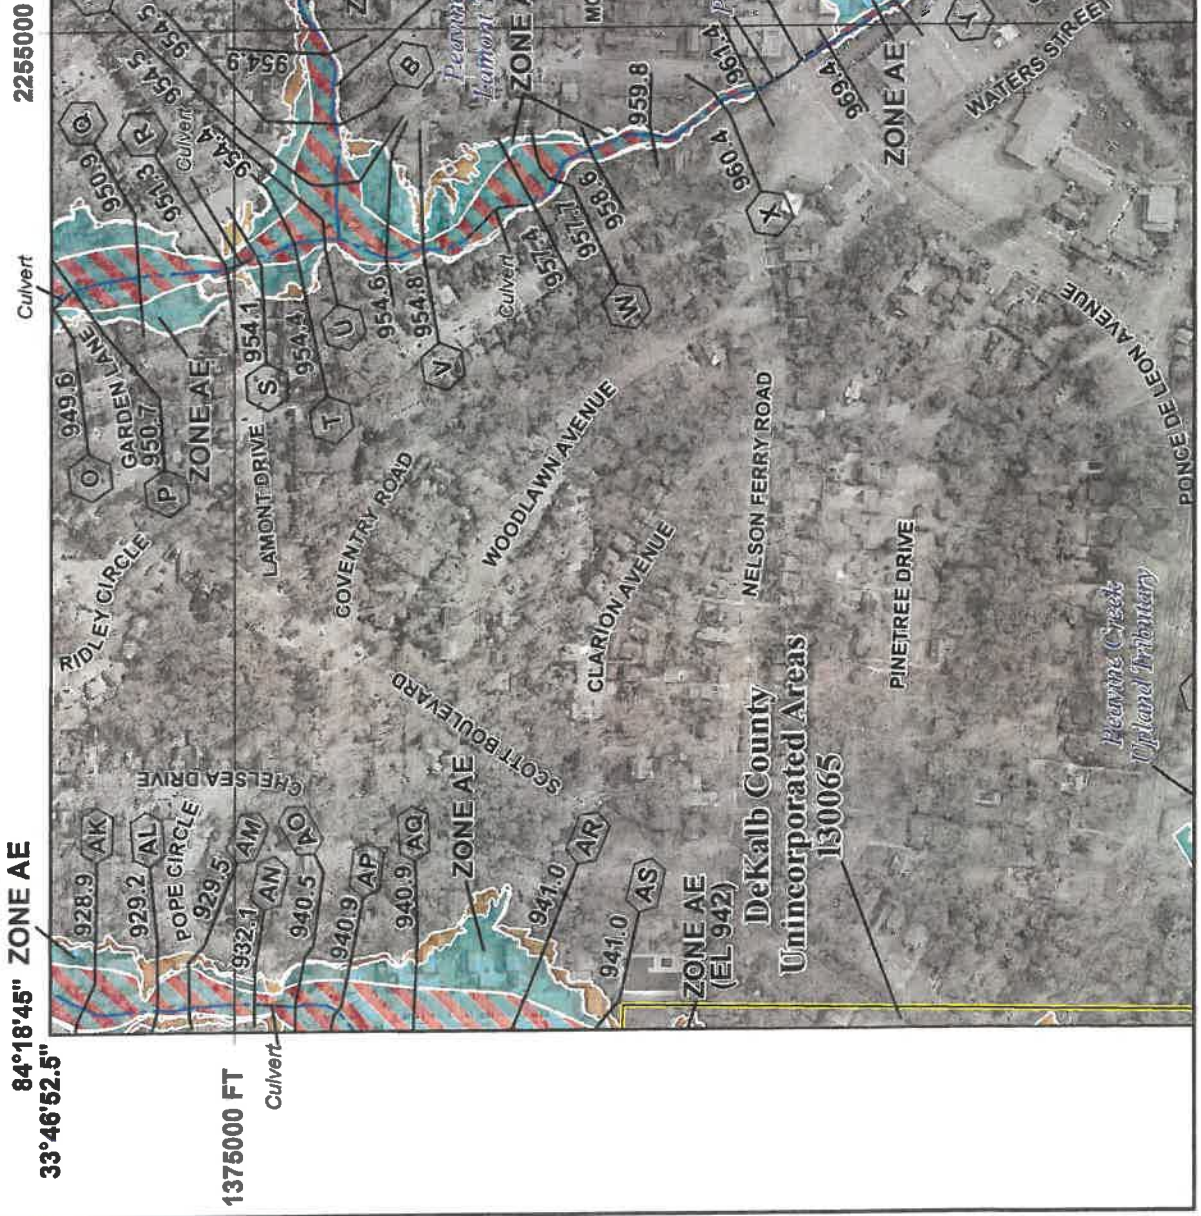 84°18'45"
33°46'52.5"
ZONE AE
2255000
1375000 FT
Culvert
928.9
AK
929.2
AL
POPE CIRCLE
929.5
AM
932.1
AN
940.5
AO
940.9
AP
940.9
AQ
ZONE AE
941.0
AR
941.0
AS
ZONE AE
(EL 942)
CHELSEA DRIVE
SCOTT BOULEVARD
RIDLEY CIRCLE
LAMONT DRIVE
COVENTRY ROAD
WOODLAWN AVENUE
CLARION AVENUE
NELSON FERRY ROAD
PINETREE DRIVE
PONCE DE LEON AVENUE
WATERS STREET
DeKalb County
Unincorporated Areas
130065
Peavine Creek
Upland Tributary
Culvert
949.6
O
GARDEN LANE
950.7
P
ZONE AE
950.9
Q
951.3
R
Culvert
954.1
S
954.4
T
954.4
U
954.6
954.8
V
Culvert
957.4
957.7
W
958.6
959.8
960.4
X
961.4
969.4
ZONE AE
Y
954.5
954.9
B
ZONE